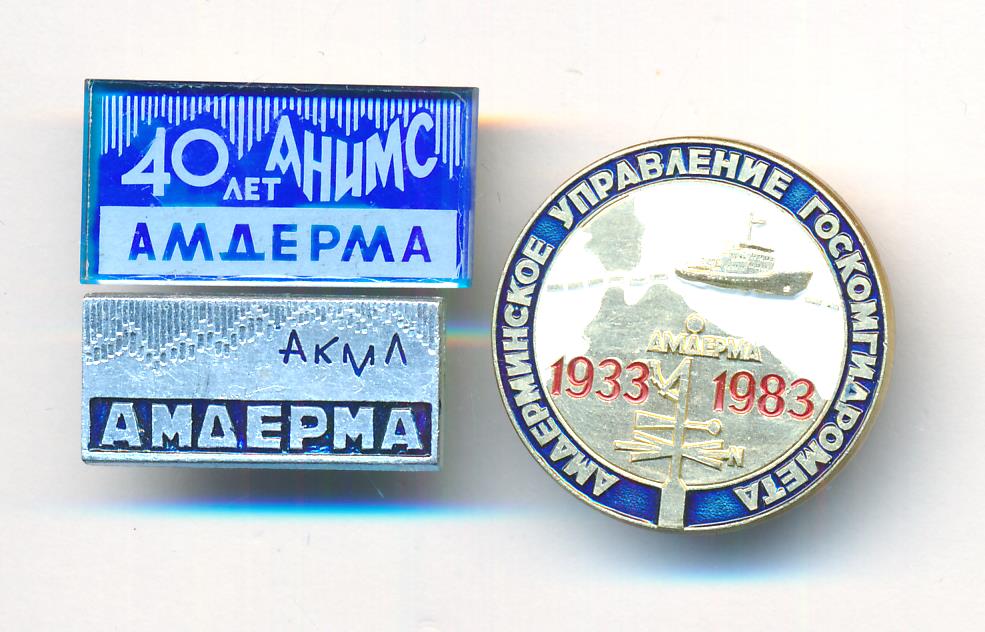 40 ЛЕТ АНИМС
АМДЕРМА
АКМЛ
АМДЕРМА
АМДЕРМИНСКОЕ УПРАВЛЕНИЕ ГОСКОМГИДРОМЕТА
АМДЕРМА
1933 1983
N